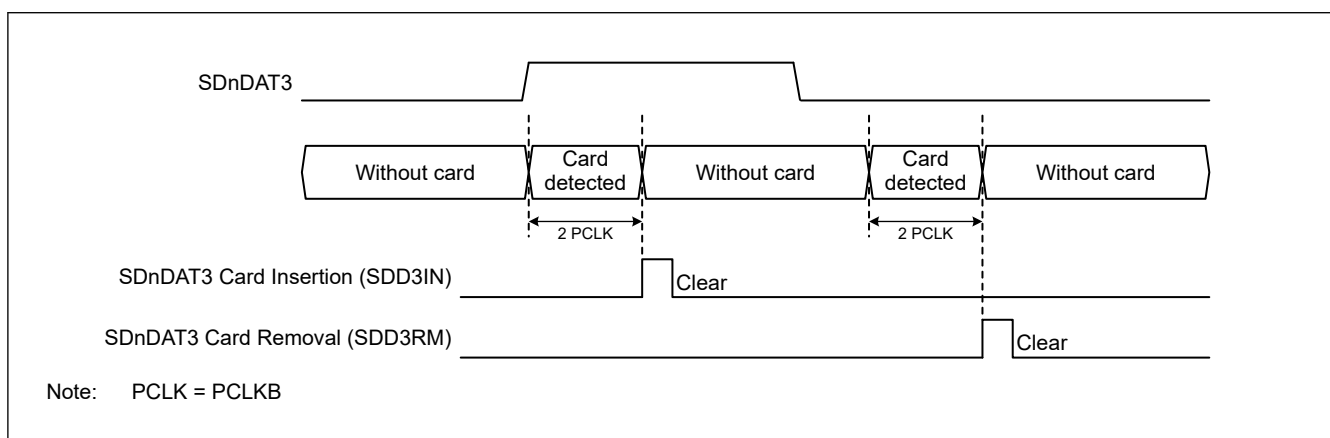 SDnDAT3
Without card
Card
detected
Without card
Card
detected
Without card
2 PCLK
2 PCLK
SDnDAT3 Card Insertion (SDD3IN)
Clear
SDnDAT3 Card Removal (SDD3RM)
Clear
Note: PCLK = PCLKB